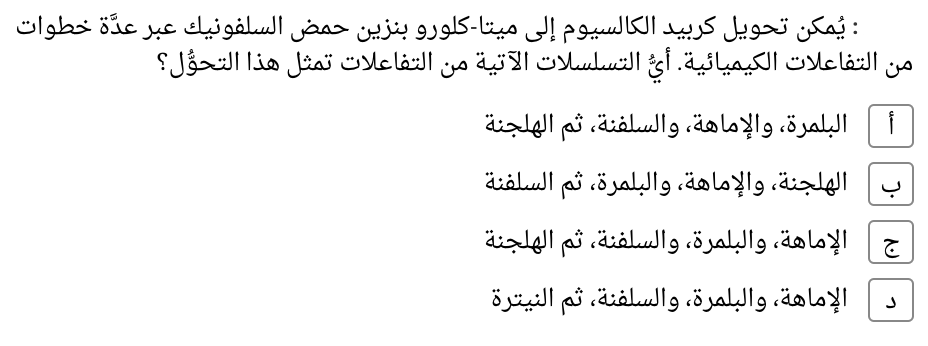 : يُمكن تحويل كربيد الكالسيوم إلى ميتا-كلورو بنزين حمض السلفونيك عبر عدَّة خطوات
من التفاعلات الكيميائية. أيُّ التسلسلات الآتية من التفاعلات تمثل هذا التحوُّل؟
أ البلمرة، والإماهة، والسلفنة، ثم الهلجنة
ب الهلجنة، والإماهة، والبلمرة، ثم السلفنة
ج الإماهة، والبلمرة، والسلفنة، ثم الهلجنة
د الإماهة، والبلمرة، والسلفنة، ثم النيترة